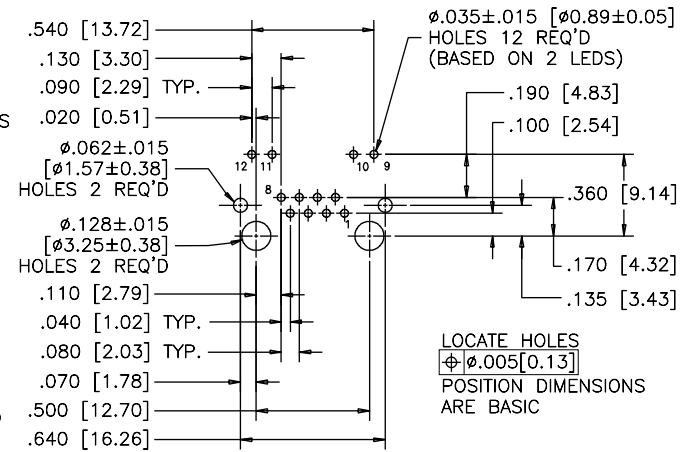 .540 [13.72]
.130 [3.30]
.090 [2.29] TYP.
.020 [0.51]
S
ø.062±.015
[ø1.57±0.38]
HOLES 2 REQ'D
ø.128±.015
[ø3.25±0.38]
HOLES 2 REQ'D
.110 [2.79]
.040 [1.02] TYP.
.080 [2.03] TYP.
.070 [1.78]
.500 [12.70]
.640 [16.26]
12
11
10
9
8
1
ø.035±.015 [ø0.89±0.05]
HOLES 12 REQ'D
(BASED ON 2 LEDS)
.190 [4.83]
.100 [2.54]
.360 [9.14]
.170 [4.32]
.135 [3.43]
LOCATE HOLES
⌖ ø.005[0.13]
POSITION DIMENSIONS
ARE BASIC